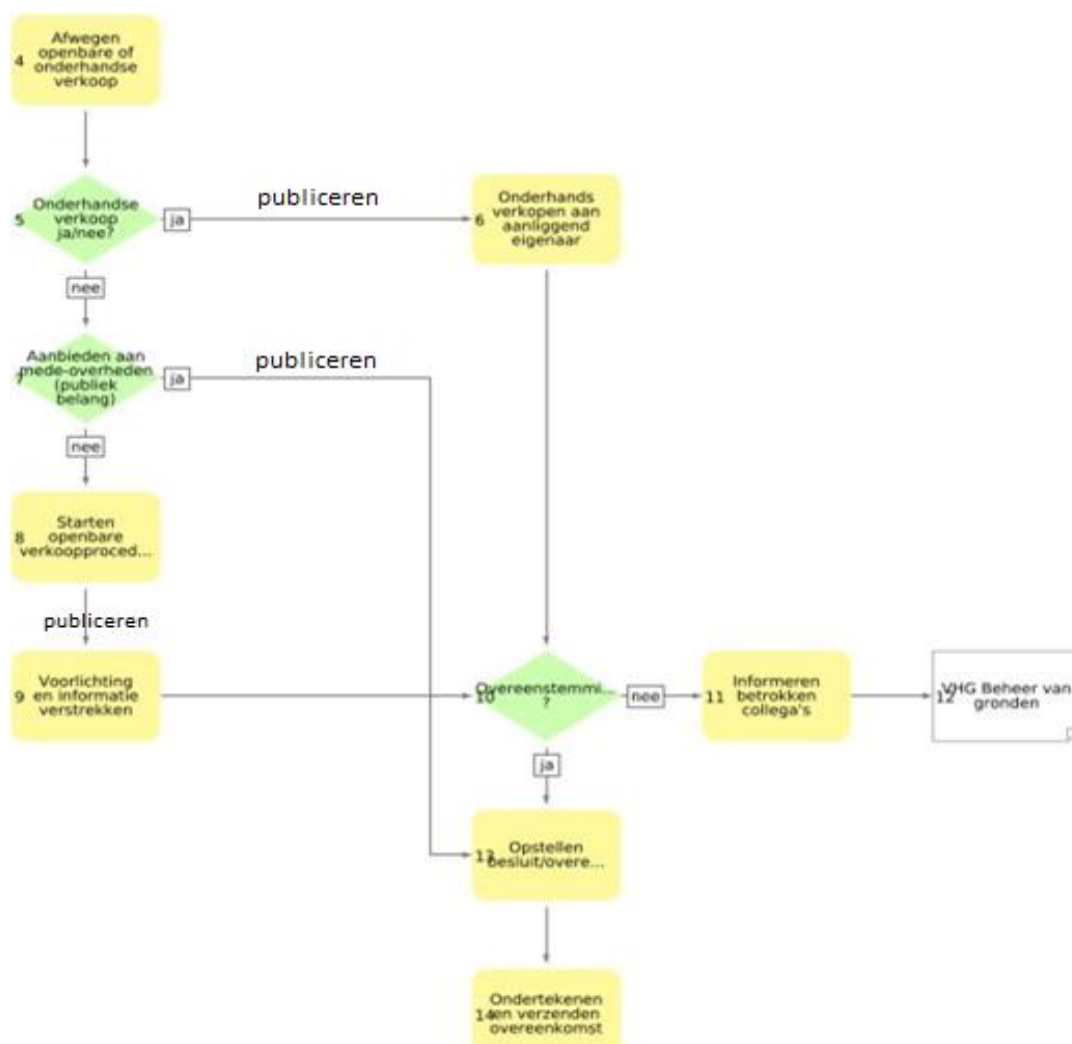 Afwegen
openbare of
4 onderhandse
verkoop
Onderhandse
5 verkoop
ja/nee?
ja
publiceren
Onderhands
6 verkopen aan
aanliggend
eigenaar
nee
Aanbieden aan
mede-overheden
7 (publiek
belang)
ja
publiceren
nee
Starten
8 openbare
verkoopproced...
publiceren
Voorlichting
9 en informatie
verstrekken
10 Overeenstemmi...
?
nee
Informeren
11 betrokken
collega's
12 VHG Beheer van
gronden
ja
Opstellen
13 besluit/overe...
Ondertekenen
14 en verzenden
overeenkomst